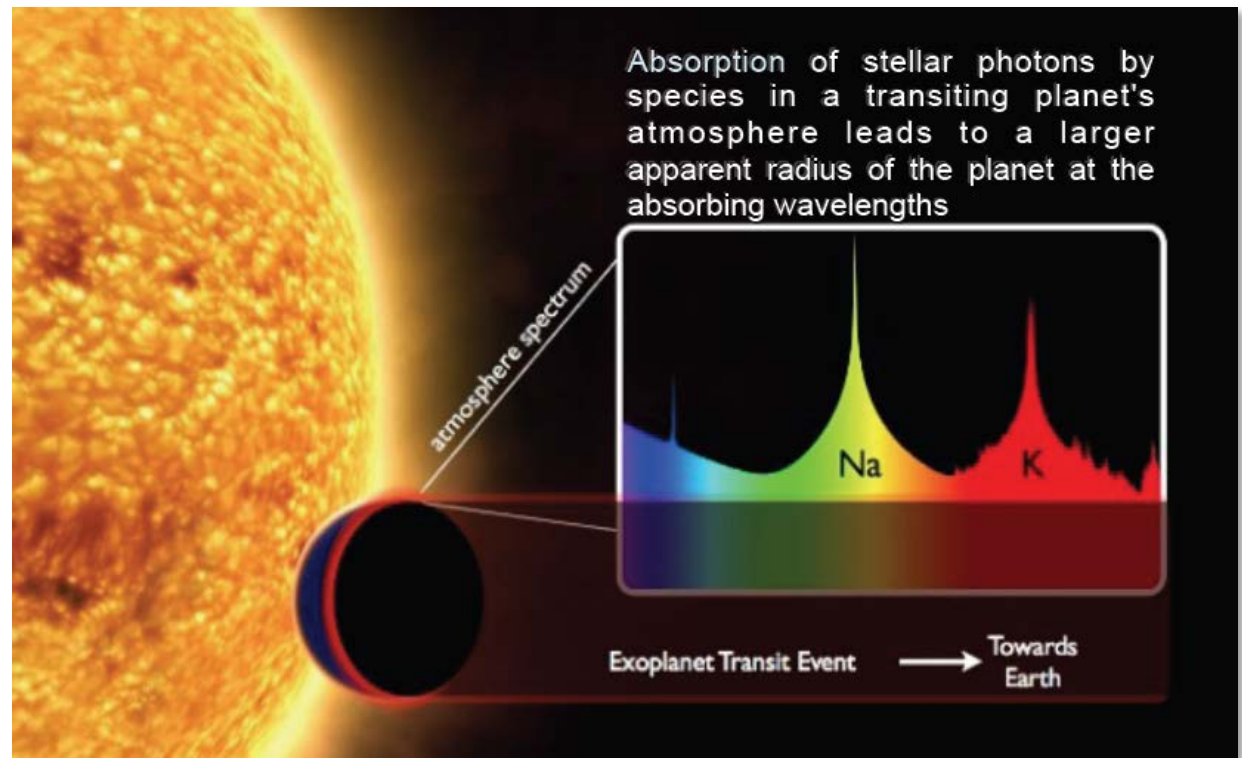 Absorption of stellar photons by
species in a transiting planet's
atmosphere leads to a larger
apparent radius of the planet at the
absorbing wavelengths
atmosphere spectrum
Na
K
Exoplanet Transit Event
Towards
Earth